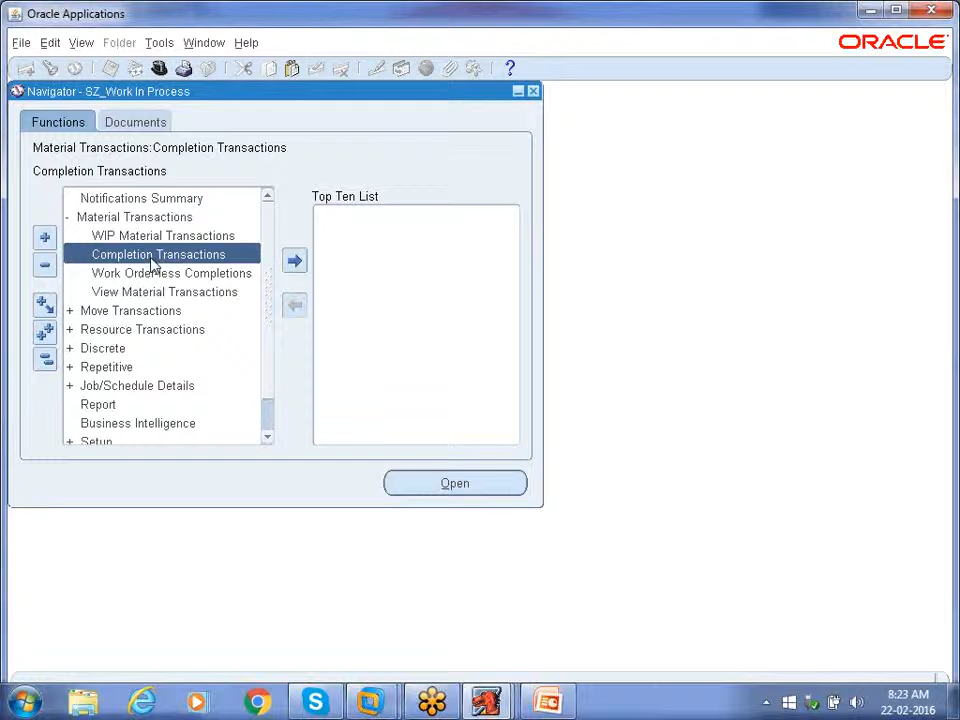 Oracle Applications
File Edit View Folder Tools Window Help
ORACLE
?
Navigator - SZ_Work In Process
Functions Documents
Material Transactions:Completion Transactions
Completion Transactions
Top Ten List
Notifications Summary
- Material Transactions
WIP Material Transactions
Completion Transactions
Work Orderless Completions
View Material Transactions
+ Move Transactions
+ Resource Transactions
+ Discrete
+ Repetitive
+ Job/Schedule Details
Report
Business Intelligence
+ Setup
Open
8:23 AM
22-02-2016